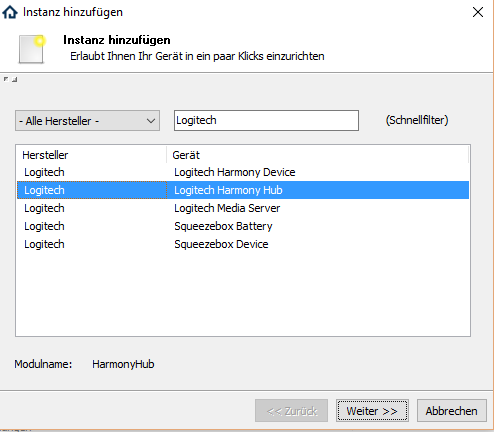 Instanz hinzufügen
Instanz hinzufügen
Erlaubt Ihnen Ihr Gerät in ein paar Klicks einzurichten
- Alle Hersteller - Logitech (Schnellfilter)
Hersteller Gerät
Logitech Logitech Harmony Device
Logitech Logitech Harmony Hub
Logitech Logitech Media Server
Logitech Squeezebox Battery
Logitech Squeezebox Device
Modulname: HarmonyHub
<< Zurück Weiter >> Abbrechen